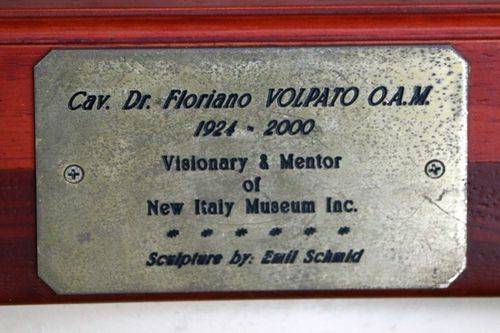 Cav. Dr. Floriano VOLPATO O.A.M.
1924 - 2000
Visionary & Mentor
of
New Italy Museum Inc.
* * * * * *
Sculpture by: Emil Schmid